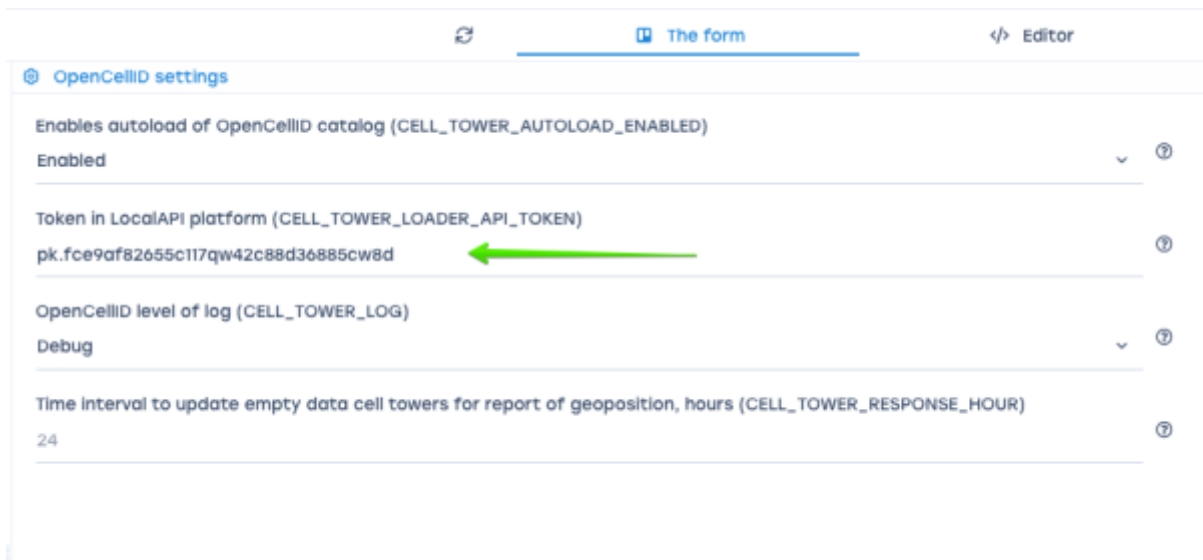 The form
</> Editor
OpenCellID settings
Enables autoload of OpenCellID catalog (CELL_TOWER_AUTOLOAD_ENABLED)
Enabled
Token in LocalAPI platform (CELL_TOWER_LOADER_API_TOKEN)
pk.fce9af82655c117qw42c88d36885cw8d
OpenCellID level of log (CELL_TOWER_LOG)
Debug
Time interval to update empty data cell towers for report of geoposition, hours (CELL_TOWER_RESPONSE_HOUR)
24